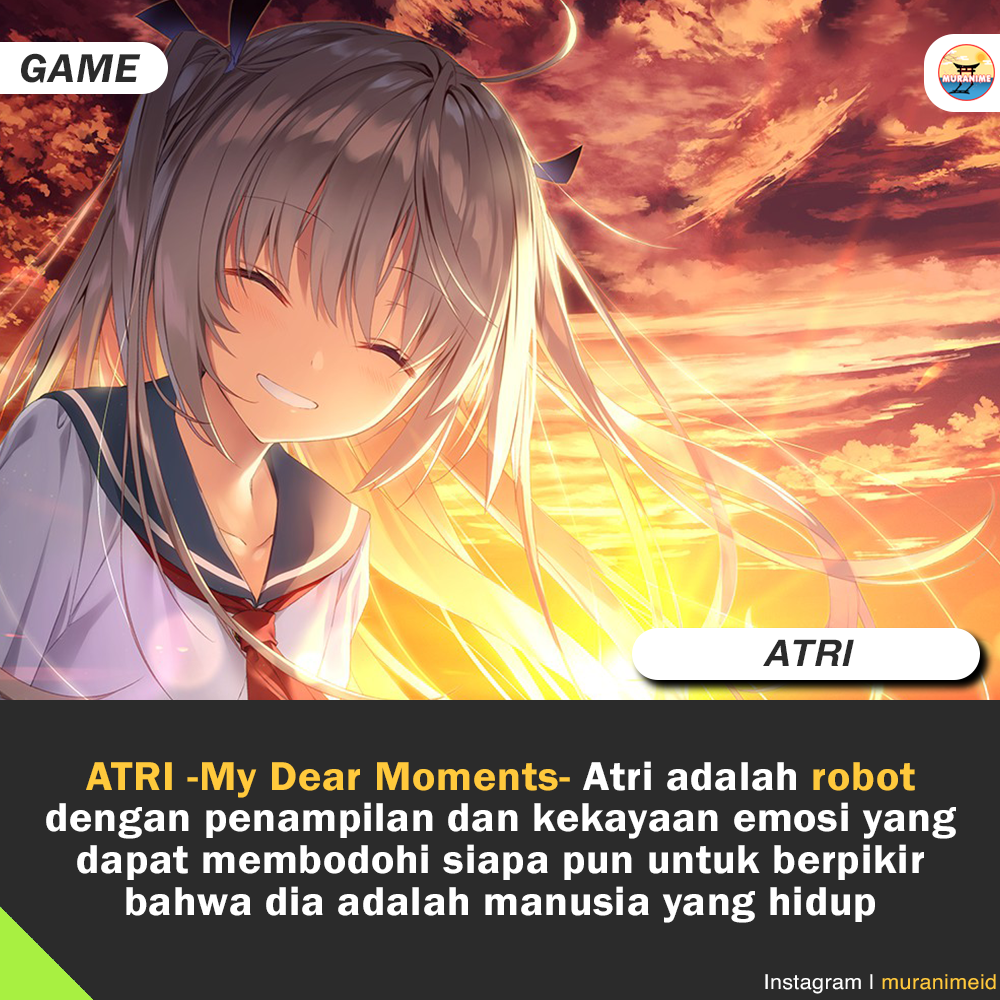 GAME
MURANIME
ATRI
ATRI -My Dear Moments- Atri adalah robot
dengan penampilan dan kekayaan emosi yang
dapat membodohi siapa pun untuk berpikir
bahwa dia adalah manusia yang hidup
Instagram | muranimeid